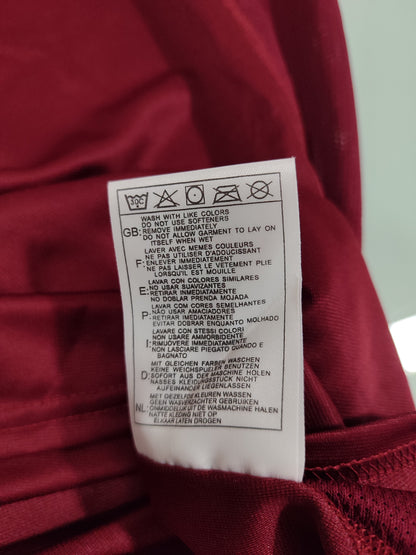 30C
WASH WITH LIKE COLORS
DO NOT USE SOFTENERS
GB: REMOVE IMMEDIATELY
DO NOT ALLOW GARMENT TO LAY ON
ITSELF WHEN WET
LAVER AVEC MEMES COULEURS
NE PAS UTILISER D'ADOUCISSANT
F: ENLEVER IMMEDIATEMENT
NE PAS LAISSER LE VETEMENT PLIE
LORSQU'IL EST MOUILLE
LAVAR CON COLORES SIMILARES
E: NO USAR SUAVIZANTES
RETIRAR INMEDIATAMENTE
NO DOBLAR PRENDA MOJADA
LAVAR COM CORES SEMELHANTES
P: NÃO USAR AMACIADORES
RETIRAR IMEDIATAMENTE
EVITAR DOBRAR ENQUANTO MOLHADO
LAVARE CON STESSI COLORI
NON USARE AMMORBIDENTE
I: RIMUOVERE IMMEDIATAMENTE
NON LASCIARE PIEGATO QUANDO E
BAGNATO
MIT GLEICHEN FARBEN WASCHEN
KEINE WEICHSPUELER BENUTZEN
D: SOFORT AUS DER MASCHINE HOLEN
NASSES KLEIDUNGSSTÜCK NICHT
AUFEINANDER LIEGENLASSEN
MET DEZELFDE KLEUREN WASSEN
GEEN WASVERZACHTER GEBRUIKEN
NL: ONMIDDELIJK UIT DE WASMACHINE HALEN
NATTE KLEDING NIET OP
ELKAAR LATEN DROGEN